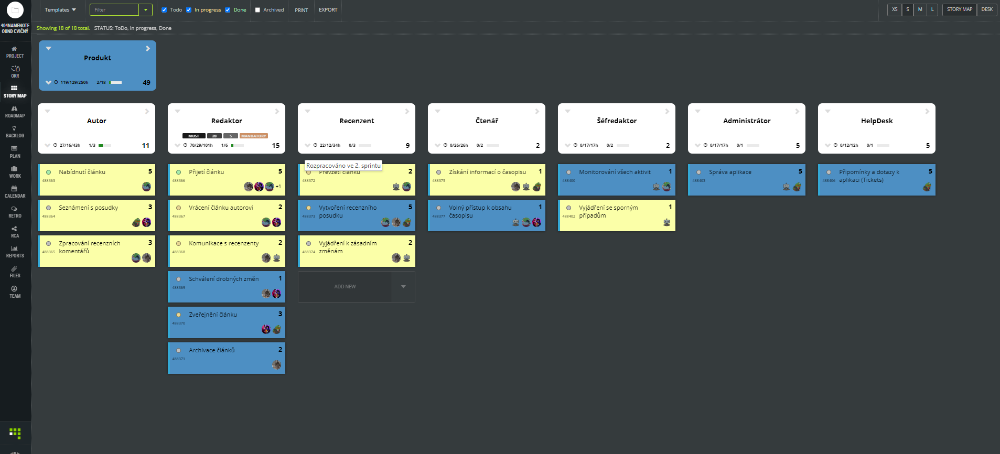 404NAMENOTF
OUND CVIČNÝ
PROJECT
OKR
STORY MAP
ROADMAP
BACKLOG
PLAN
WORK
CALENDAR
RETRO
RCA
REPORTS
FILES
TEAM
Templates
Filter
Todo In progress Done Archived
PRINT
EXPORT
XS S M L
STORY MAP DESK
Showing 18 of 18 total. STATUS: ToDo, In progress, Done
Produkt
119/129/250h 2/18 49
Autor
27/16/43h 1/3 11
Nabídnutí článku 5
488363
Seznámení s posudky 3
488364
Zpracování recenzních 3
komentářů
488365
Redaktor
MUST 20 5 MANDATORY
70/29/101h 1/6 15
Přijetí článku 5
488366
+1
Vrácení článku autorovi 2
488367
Komunikace s recenzenty 2
488368
Schválení drobných změn 1
488369
Zveřejnění článku 3
488370
Archivace článků 2
488371
Recenzent
22/12/34h 0/3 9
Rozpracováno ve 2. sprintu
Převzetí článku 2
488372
Vytvoření recenzního 5
posudku
488373
Vyjádření k zásadním 2
změnám
488374
ADD NEW
Čtenář
0/26/26h 0/2 2
Získání informací o časopisu 1
488375
Volný přístup k obsahu 1
časopisu
488377
Šéfredaktor
0/17/17h 0/2 2
Monitorování všech aktivit 1
488400
Vyjádření se sporným 1
případům
488402
Administrátor
0/17/17h 0/1 5
Správa aplikace 5
488403
HelpDesk
0/12/12h 0/1 5
Připomínky a dotazy k 5
aplikaci (Tickets)
488406